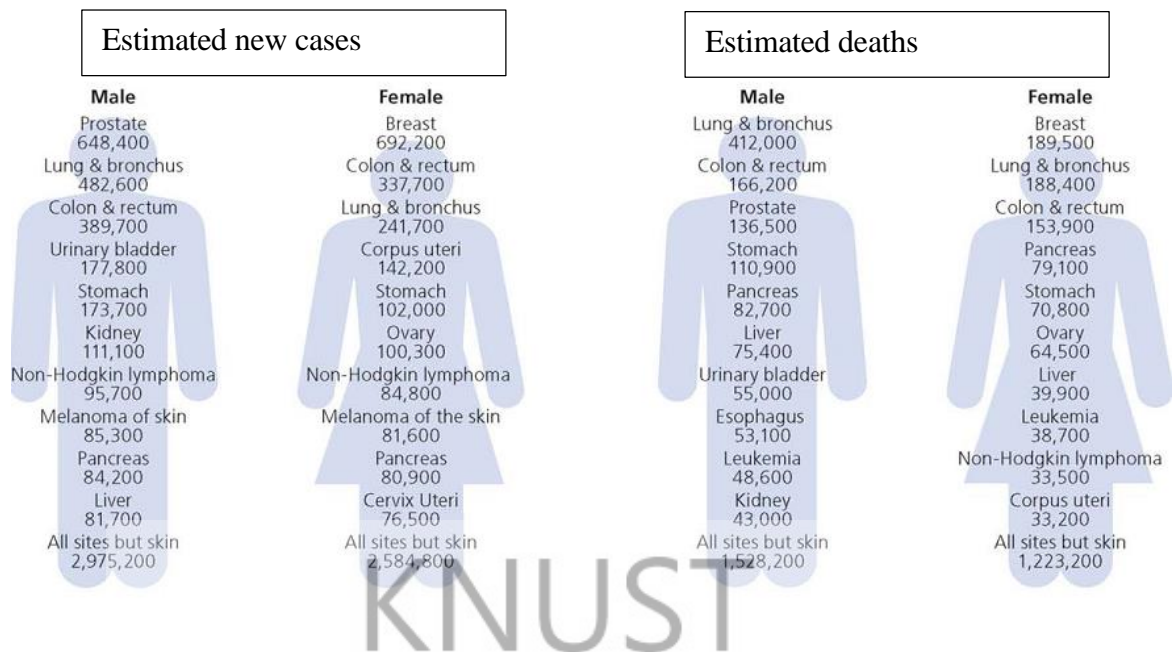 Estimated new cases
Estimated deaths
Male
Prostate
648,400
Lung & bronchus
482,600
Colon & rectum
389,700
Urinary bladder
177,800
Stomach
173,700
Kidney
111,100
Non-Hodgkin lymphoma
95,700
Melanoma of skin
85,300
Pancreas
84,200
Liver
81,700
All sites but skin
2,975,200
Female
Breast
692,200
Colon & rectum
337,700
Lung & bronchus
241,700
Corpus uteri
142,200
Stomach
102,000
Ovary
100,300
Non-Hodgkin lymphoma
84,800
Melanoma of the skin
81,600
Pancreas
80,900
Cervix Uteri
76,500
All sites but skin
2,584,800
Male
Lung & bronchus
412,000
Colon & rectum
166,200
Prostate
136,500
Stomach
110,900
Pancreas
82,700
Liver
75,400
Urinary bladder
55,000
Esophagus
53,100
Leukemia
48,600
Kidney
43,000
All sites but skin
1,528,200
Female
Breast
189,500
Lung & bronchus
188,400
Colon & rectum
153,900
Pancreas
79,100
Stomach
70,800
Ovary
64,500
Liver
39,900
Leukemia
38,700
Non-Hodgkin lymphoma
33,500
Corpus uteri
33,200
All sites but skin
1,223,200
KNUST